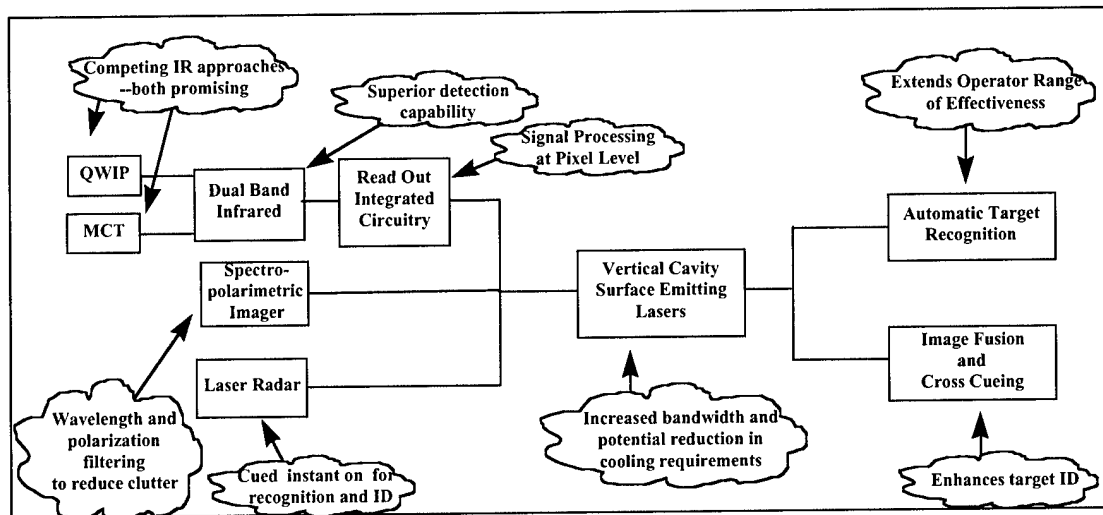 Competing IR approaches
--both promising
Superior detection
capability
Extends Operator Range
of Effectiveness
Signal Processing
at Pixel Level
QWIP
MCT
Dual Band
Infrared
Read Out
Integrated
Circuitry
Automatic Target
Recognition
Spectro-
polarimetric
Imager
Vertical Cavity
Surface Emitting
Lasers
Laser Radar
Image Fusion
and
Cross Cueing
Wavelength and
polarization
filtering
to reduce clutter
Cued instant on for
recognition and ID
Increased bandwidth and
potential reduction in
cooling requirements
Enhances target ID